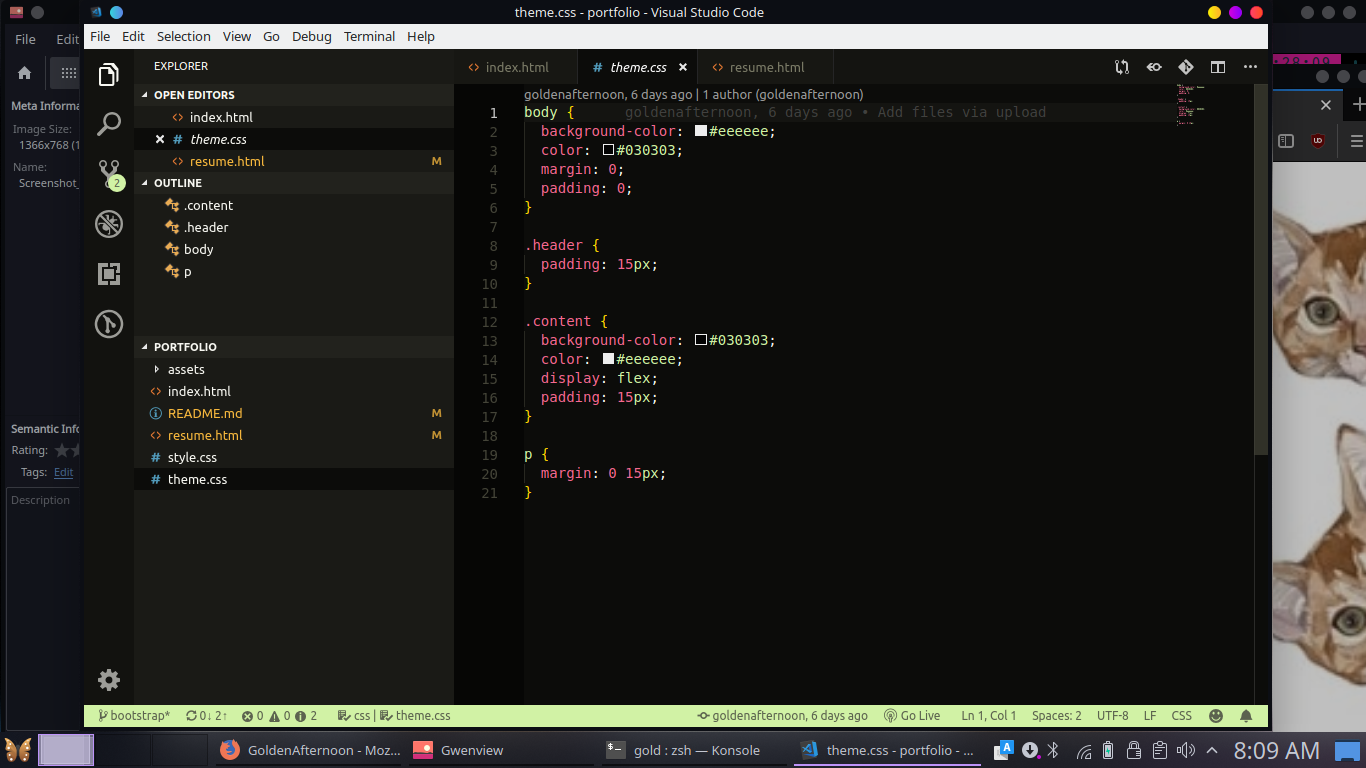 theme.css - portfolio - Visual Studio Code
File Edit
File Edit Selection View Go Debug Terminal Help
EXPLORER
index.html
theme.css
resume.html
OPEN EDITORS
index.html
theme.css
resume.html M
OUTLINE
.content
.header
body
p
PORTFOLIO
assets
index.html
README.md M
resume.html M
style.css
theme.css
2
Meta Informa
Image Size:
1366x768 (1
Name:
Screenshot_
Semantic Info
Rating:
Tags: Edit
Description
goldenafternoon, 6 days ago | 1 author (goldenafternoon)
1 body { goldenafternoon, 6 days ago • Add files via upload
2 background-color: #eeeeee;
3 color: #030303;
4 margin: 0;
5 padding: 0;
6 }
7
8 .header {
9 padding: 15px;
10 }
11
12 .content {
13 background-color: #030303;
14 color: #eeeeee;
15 display: flex;
16 padding: 15px;
17 }
18
19 p {
20 margin: 0 15px;
21 }
bootstrap* 0↓ 2↑ 0 0 2 css | theme.css goldenafternoon, 6 days ago Go Live Ln 1, Col 1 Spaces: 2 UTF-8 LF CSS
GoldenAfternoon - Moz... Gwenview gold : zsh — Konsole theme.css - portfolio - ... A 8:09 AM